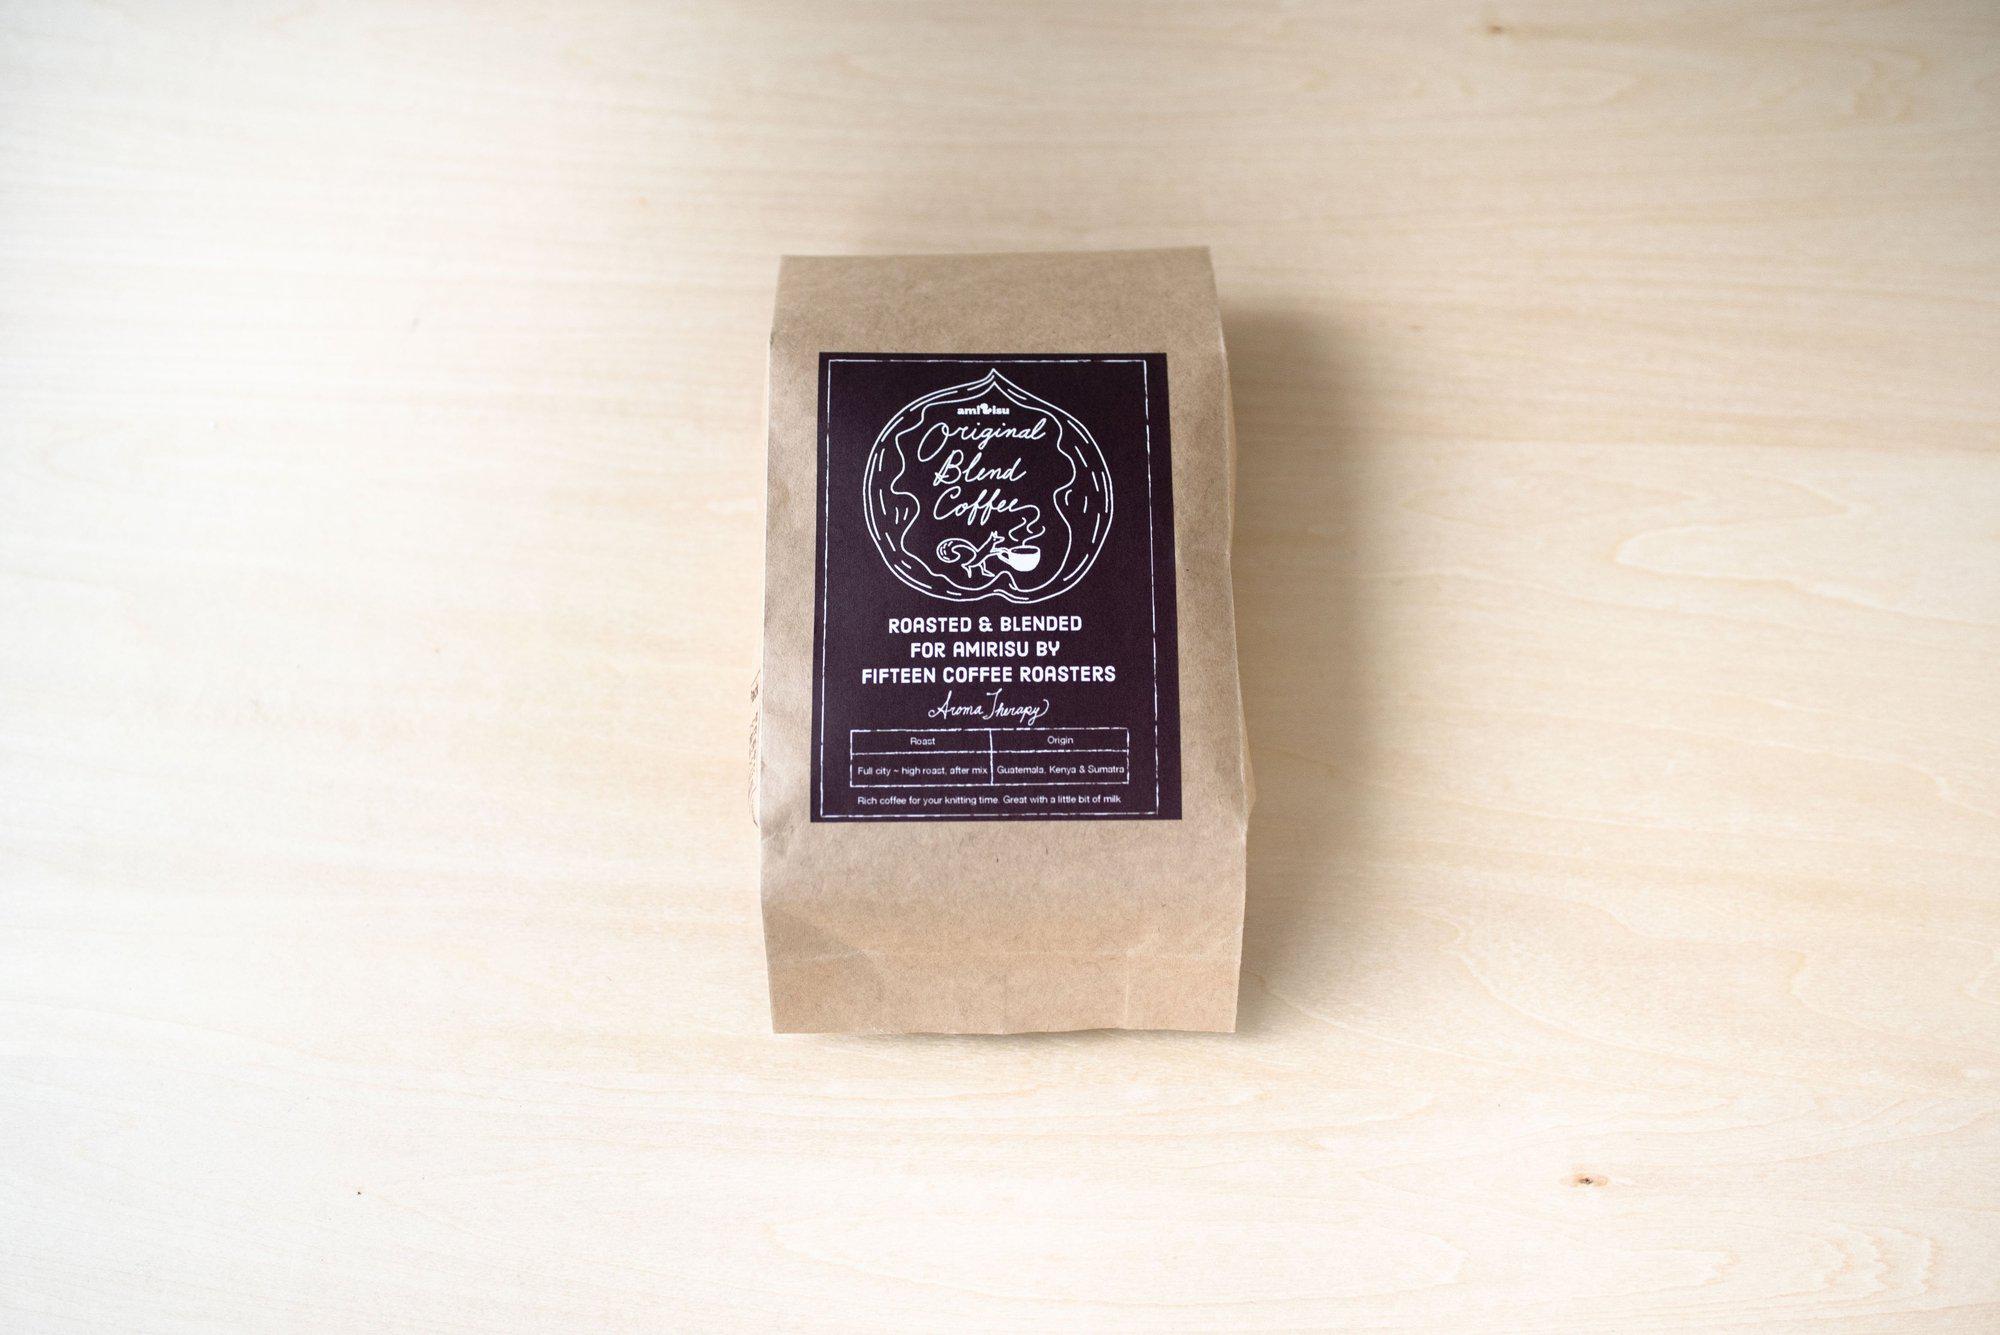 amirisu
Original
Blend
Coffee
ROASTED & BLENDED
FOR AMIRISU BY
FIFTEEN COFFEE ROASTERS
Aroma Therapy
Roast Origin
Full city ~ high roast, after mix Guatemala, Kenya & Sumatra
Rich coffee for your knitting time. Great with a little bit of milk